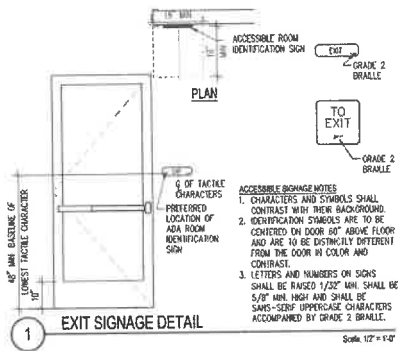 18" MIN
ACCESSIBLE ROOM
IDENTIFICATION SIGN
MIN
EXIT
GRADE 2
BRAILLE
PLAN
TO
EXIT
GRADE 2
BRAILLE
48" MIN BASELINE OF
LOWEST TACTILE CHARACTER
10"
OF TACTILE
CHARACTERS
PREFERRED
LOCATION OF
ADA ROOM
IDENTIFICATION
SIGN
ACCESSIBLE SIGNAGE NOTES
1. CHARACTERS AND SYMBOLS SHALL
CONTRAST WITH THEIR BACKGROUND.
2. IDENTIFICATION SYMBOLS ARE TO BE
CENTERED ON DOOR 60" ABOVE FLOOR
AND ARE TO BE DISTINCTLY DIFFERENT
FROM THE DOOR IN COLOR AND
CONTRAST.
3. LETTERS AND NUMBERS ON SIGNS
SHALL BE RAISED 1/32" MIN. SHALL BE
5/8" MIN. HIGH AND SHALL BE
SANS-SERIF UPPERCASE CHARACTERS
ACCOMPANIED BY GRADE 2 BRAILLE.
1
EXIT SIGNAGE DETAIL
Scale, 1/2" = 1'-0"